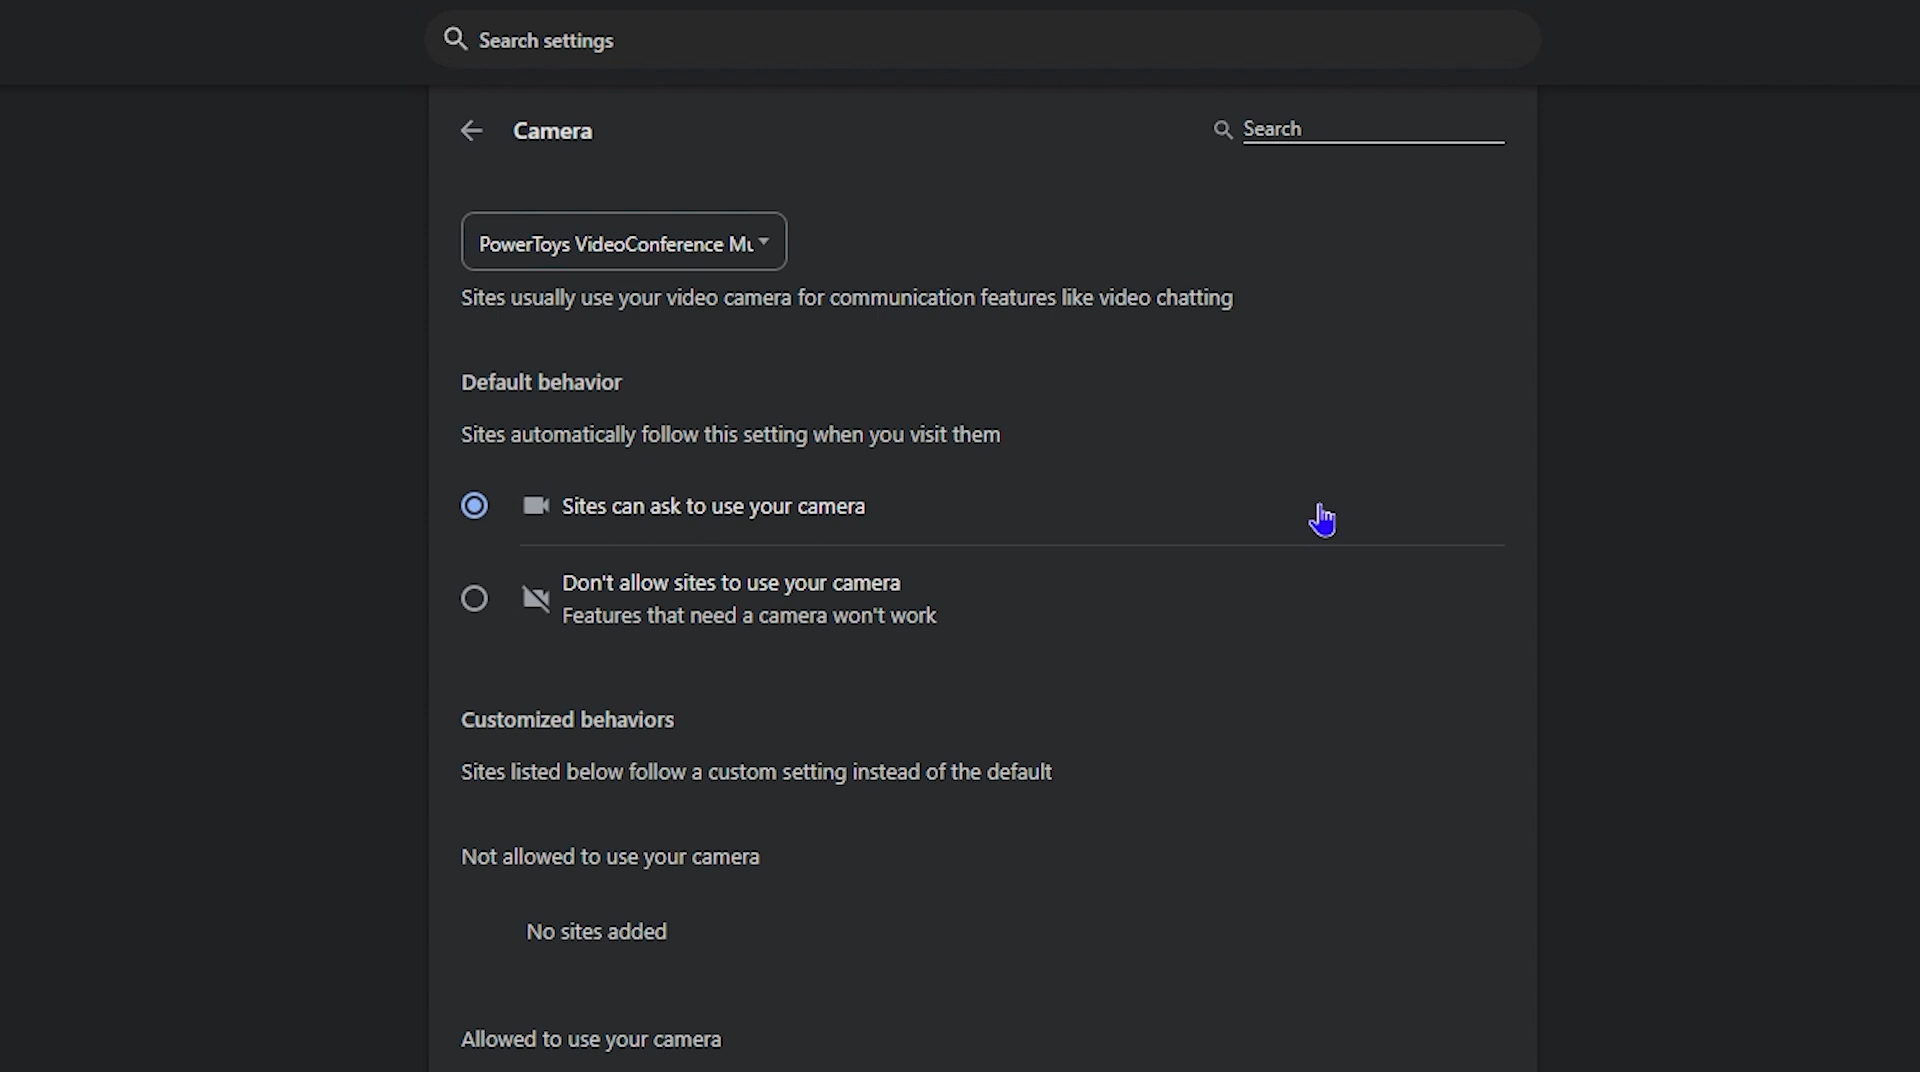 Search settings
Camera
Search
PowerToys VideoConference Mu
Sites usually use your video camera for communication features like video chatting
Default behavior
Sites automatically follow this setting when you visit them
Sites can ask to use your camera
Don't allow sites to use your camera
Features that need a camera won't work
Customized behaviors
Sites listed below follow a custom setting instead of the default
Not allowed to use your camera
No sites added
Allowed to use your camera